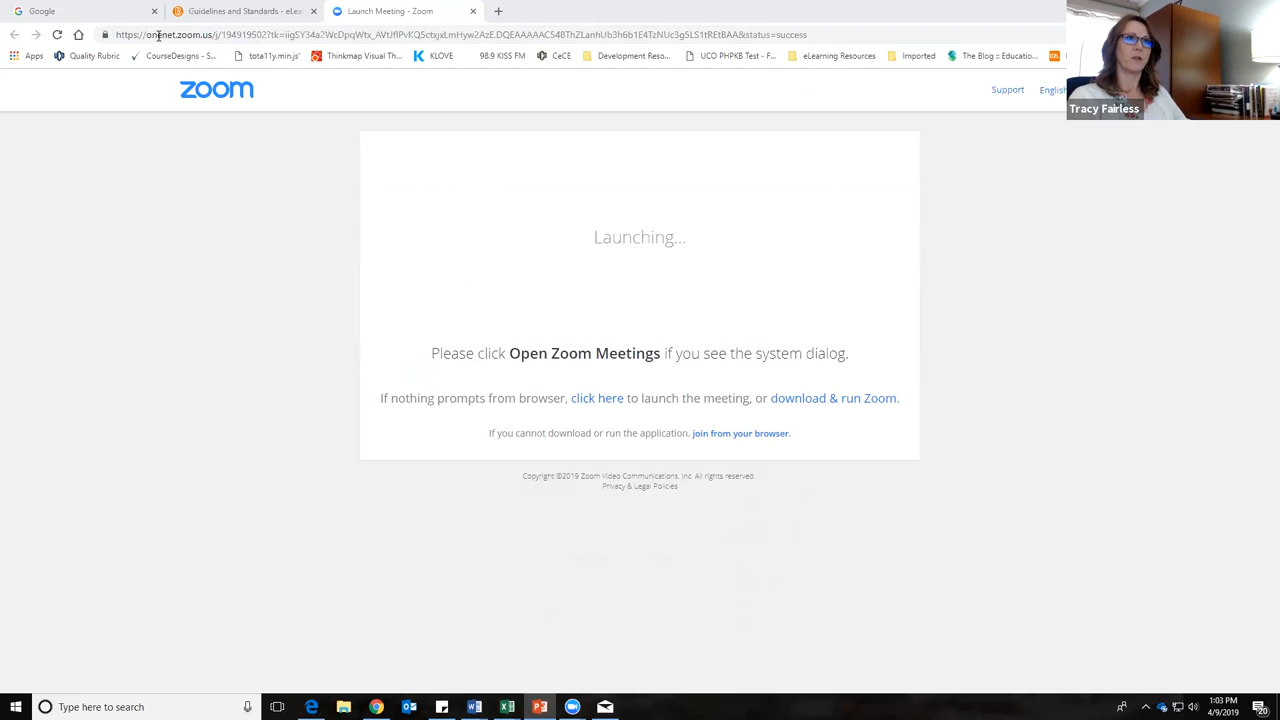 Google
Guidelines and Standards - eLea
Launch Meeting - Zoom
Apps
Quality Rubric
CourseDesigns - S...
tota11y.min.js'
Thinkmap Visual Th...
KLOVE
98.9 KISS FM
CeCE
Development Reso...
UCO PHPKB Test - F...
eLearning Resources
Imported
The Blog :: Educatio...
zoom
Support
English
Tracy Fairless
Launching...
Please click Open Zoom Meetings if you see the system dialog.
If nothing prompts from browser, click here to launch the meeting, or download & run Zoom.
If you cannot download or run the application, join from your browser.
Copyright ©2019 Zoom Video Communications, Inc. All rights reserved.
Privacy & Legal Policies
Type here to search
1:03 PM
4/9/2019
20